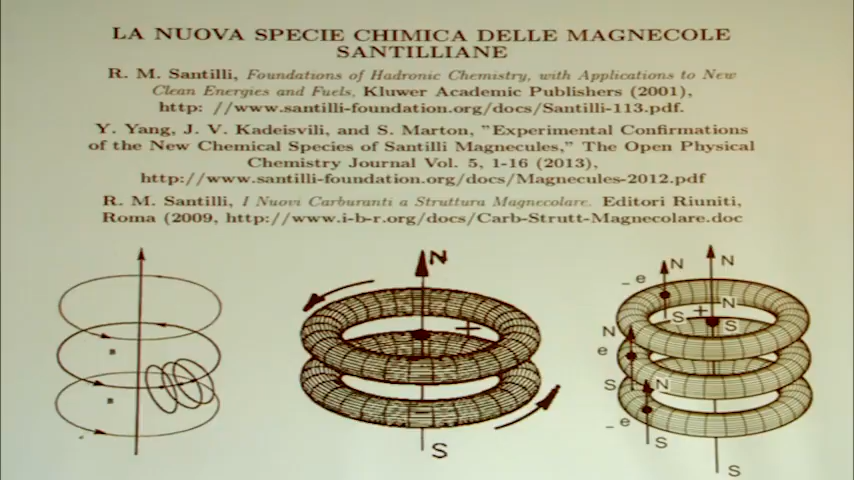 LA NUOVA SPECIE CHIMICA DELLE MAGNECOLE
SANTILLIANE
R. M. Santilli, Foundations of Hadronic Chemistry, with Applications to New
Clean Energies and Fuels, Kluwer Academic Publishers (2001),
http: //www.santilli-foundation.org/docs/Santilli-113.pdf.
Y. Yang, J. V. Kadeisvili, and S. Marton, "Experimental Confirmations
of the New Chemical Species of Santilli Magnecules," The Open Physical
Chemistry Journal Vol. 5, 1-16 (2013),
http://www.santilli-foundation.org/docs/Magnecules-2012.pdf
R. M. Santilli, I Nuovi Carburanti a Struttura Magnecolare. Editori Riuniti,
Roma (2009, http://www.i-b-r.org/docs/Carb-Strutt-Magnecolare.doc
N
+
-
S
N
N
- e
N
S
+
S
N
e
S
N
- e
S
S